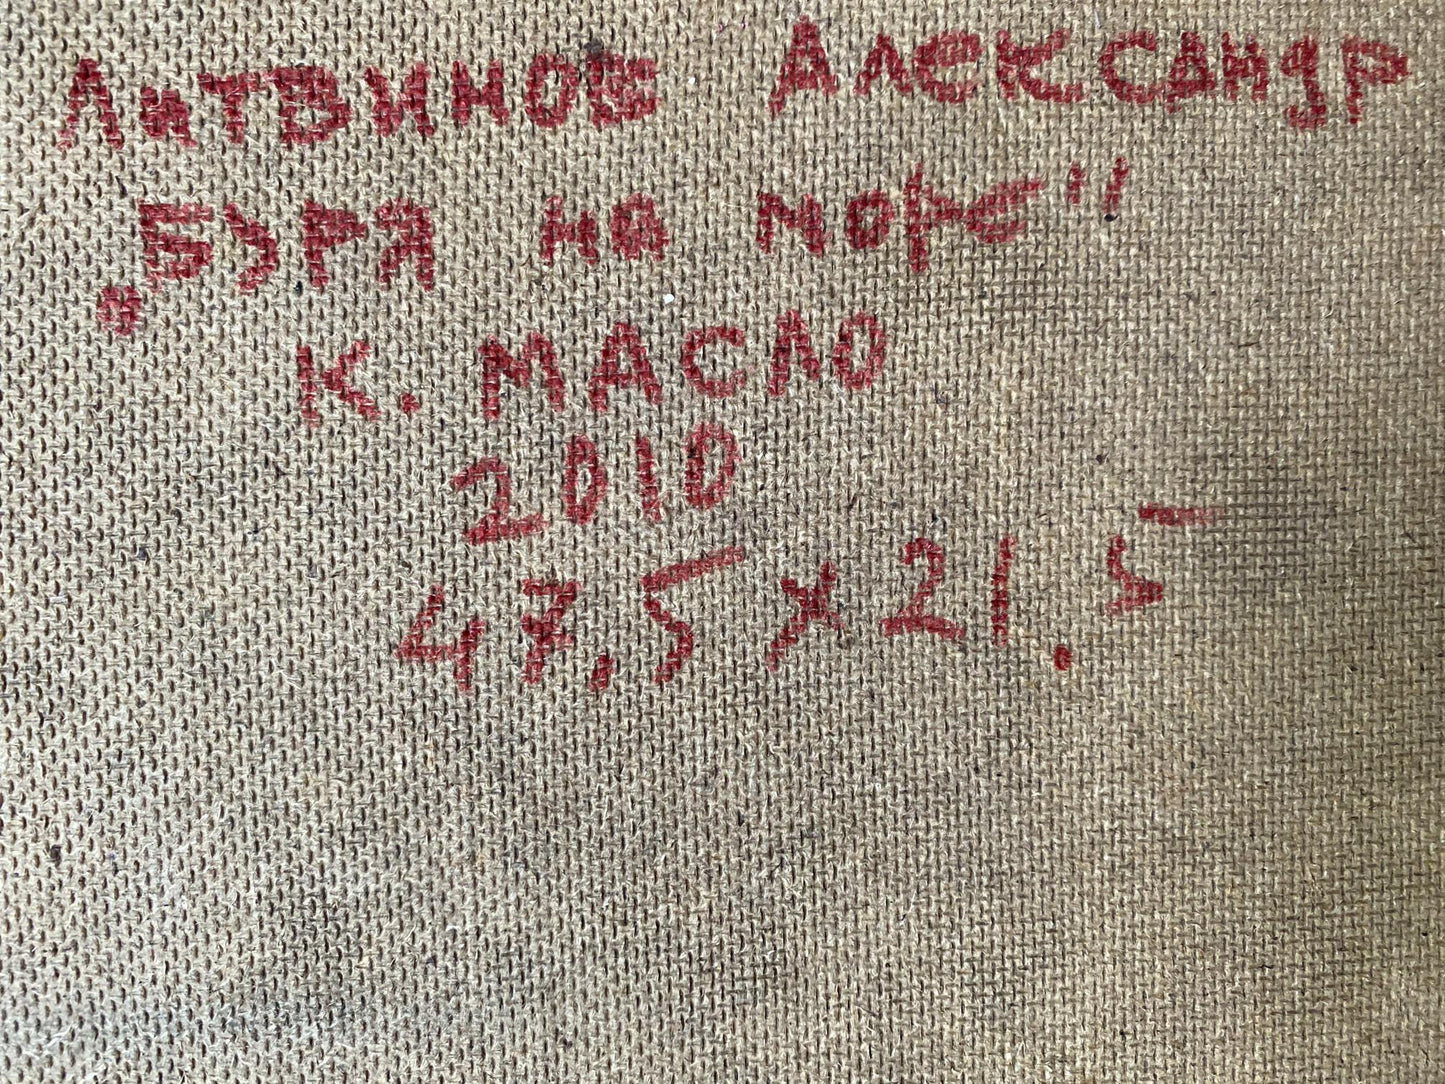 Литвинов Александр
„Буря на море"
К. МАСЛО
2010
47,5 x 21.5